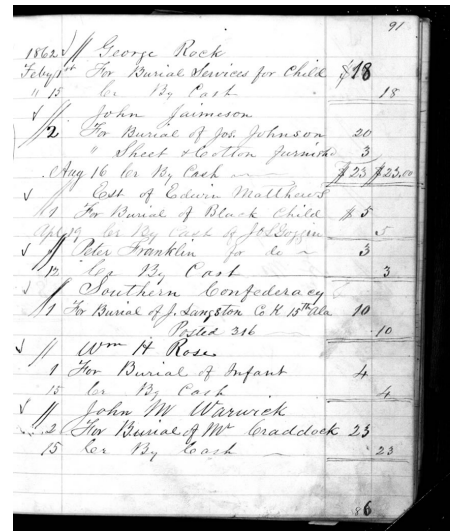 91
1862 George Rock
Feby 1st For Burial Services for Child $18
" 15 Cr By Cash " 18
John Jaimeson
2 For Burial of Jos. Johnson 20
" Sheet & Cotton furnished 3
Aug 16 Cr By Cash $23 $23.00
Est of Edwin Matthews
1 For Burial of Black Child $5
Apl 19 Cr By Cash 5
Peter Franklin for do 3
12 Cr By Cash 3
Southern Confederacy
1 For Burial of J. Langston Co K 15th Ala 10
Posted 316 10
Wm H Rose
1 For Burial of Infant 4
15 Cr By Cash 4
John M Warwick
2 For Burial of Mr Craddock 23
15 Cr By Cash 23
86